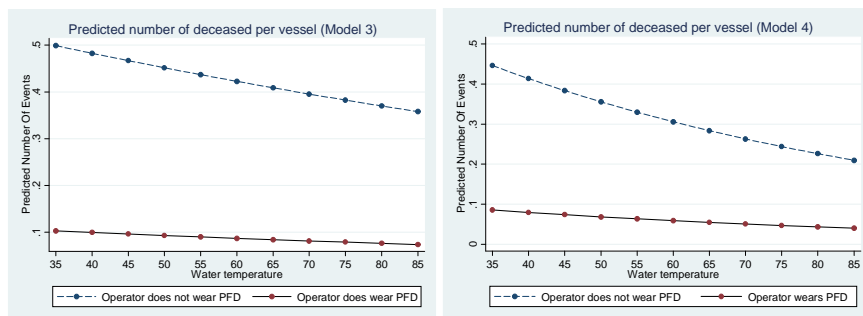 Predicted number of deceased per vessel (Model 3)
Predicted Number Of Events
.5
.4
.3
.2
.1
35 40 45 50 55 60 65 70 75 80 85
Water temperature
Operator does not wear PFD Operator does wear PFD
Predicted number of deceased per vessel (Model 4)
Predicted Number Of Events
.5
.4
.3
.2
.1
0
35 40 45 50 55 60 65 70 75 80 85
Water temperature
Operator does not wear PFD Operator wears PFD